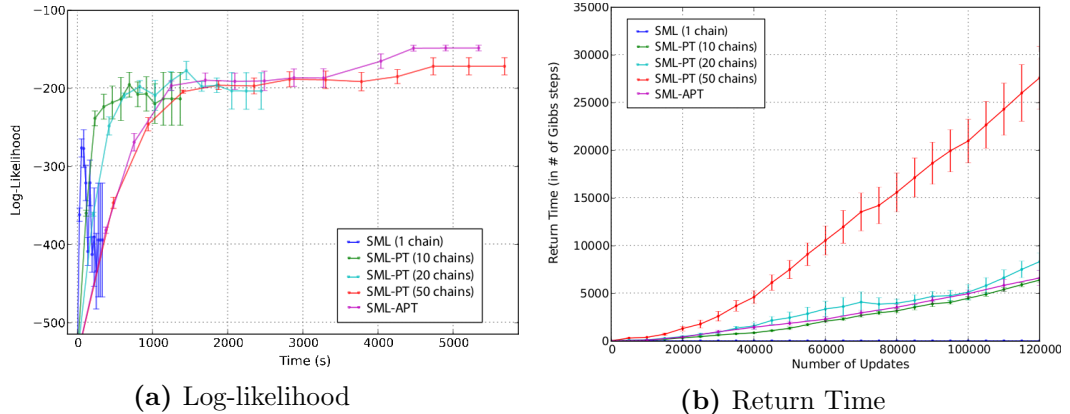 −100
−200
−300
−400
−500
Log-Likelihood
0
1000
2000
3000
4000
5000
Time (s)
SML (1 chain)
SML-PT (10 chains)
SML-PT (20 chains)
SML-PT (50 chains)
SML-APT
(a) Log-likelihood
35000
30000
25000
20000
15000
10000
5000
0
Return Time (in # of Gibbs steps)
SML (1 chain)
SML-PT (10 chains)
SML-PT (20 chains)
SML-PT (50 chains)
SML-APT
0
20000
40000
60000
80000
100000
120000
Number of Updates
(b) Return Time